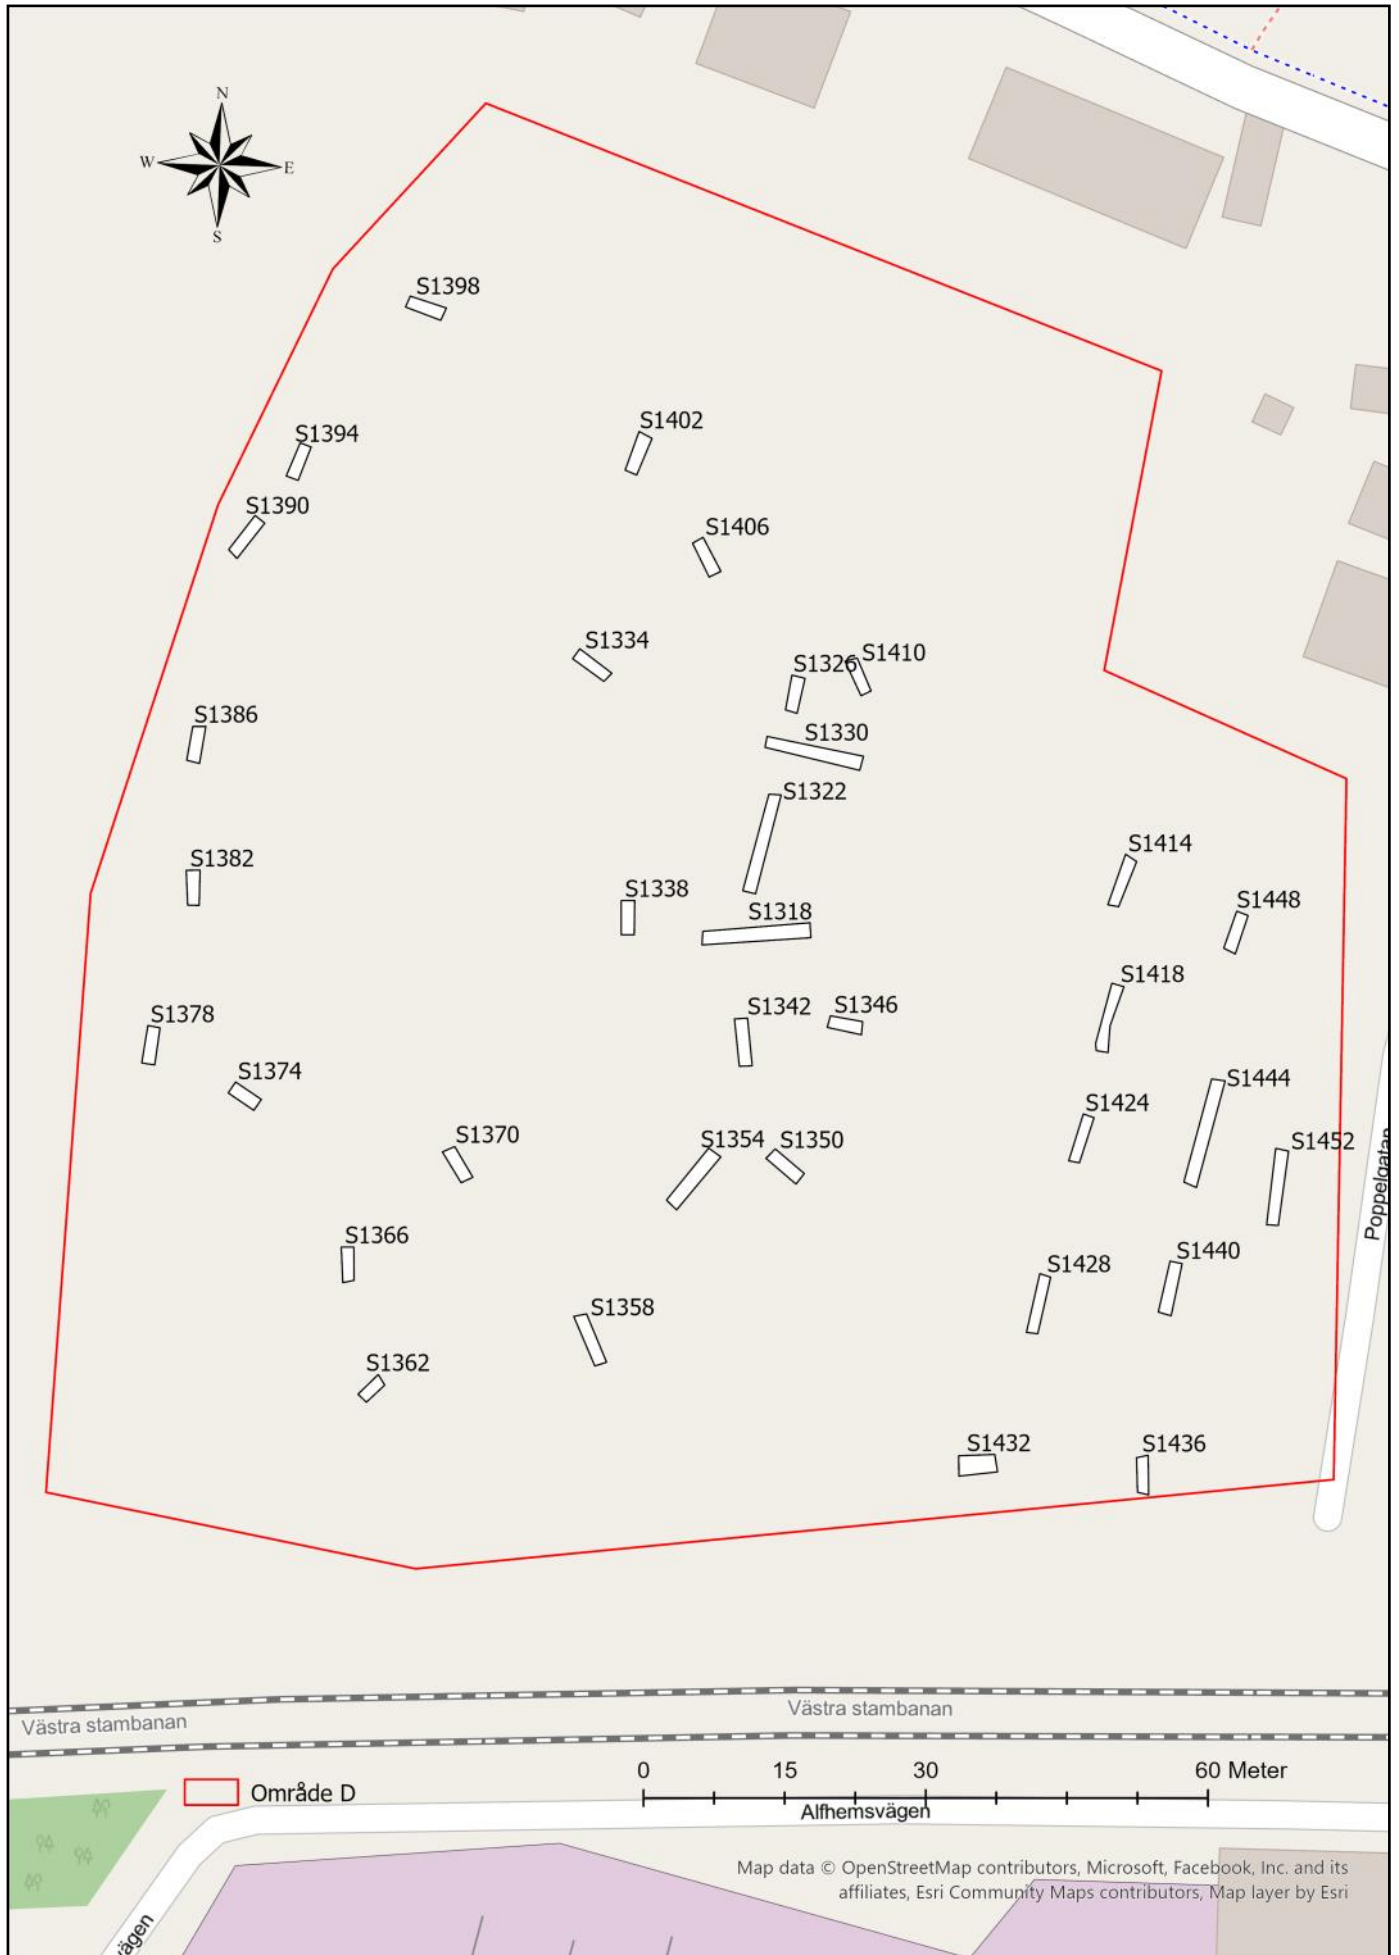 N
W
E
S
S1398
S1394
S1402
S1390
S1406
S1334
S1326
S1410
S1386
S1330
S1322
S1414
S1382
S1338
S1448
S1318
S1418
S1378
S1342
S1346
S1374
S1444
S1424
S1370
S1354
S1350
S1452
Poppelgatan
S1366
S1440
S1428
S1358
S1362
S1432
S1436
Västra stambanan
Västra stambanan
0 15 30 60 Meter
Område D
Alfhemsvägen
Map data © OpenStreetMap contributors, Microsoft, Facebook, Inc. and its
affiliates, Esri Community Maps contributors, Map layer by Esri
vägen